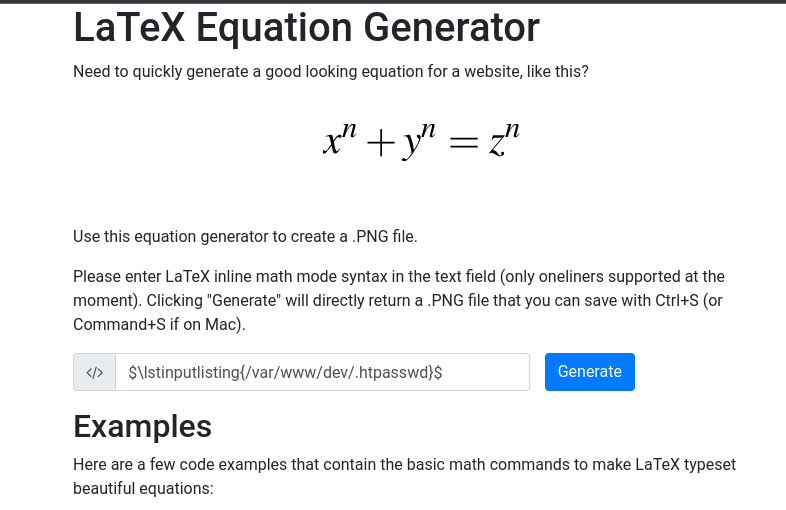 LaTeX Equation Generator
Need to quickly generate a good looking equation for a website, like this?
xⁿ + yⁿ = zⁿ
Use this equation generator to create a .PNG file.
Please enter LaTeX inline math mode syntax in the text field (only oneliners supported at the
moment). Clicking "Generate" will directly return a .PNG file that you can save with Ctrl+S (or
Command+S if on Mac).
</> $\lstinputlisting{/var/www/dev/.htpasswd}$ Generate
Examples
Here are a few code examples that contain the basic math commands to make LaTeX typeset
beautiful equations: